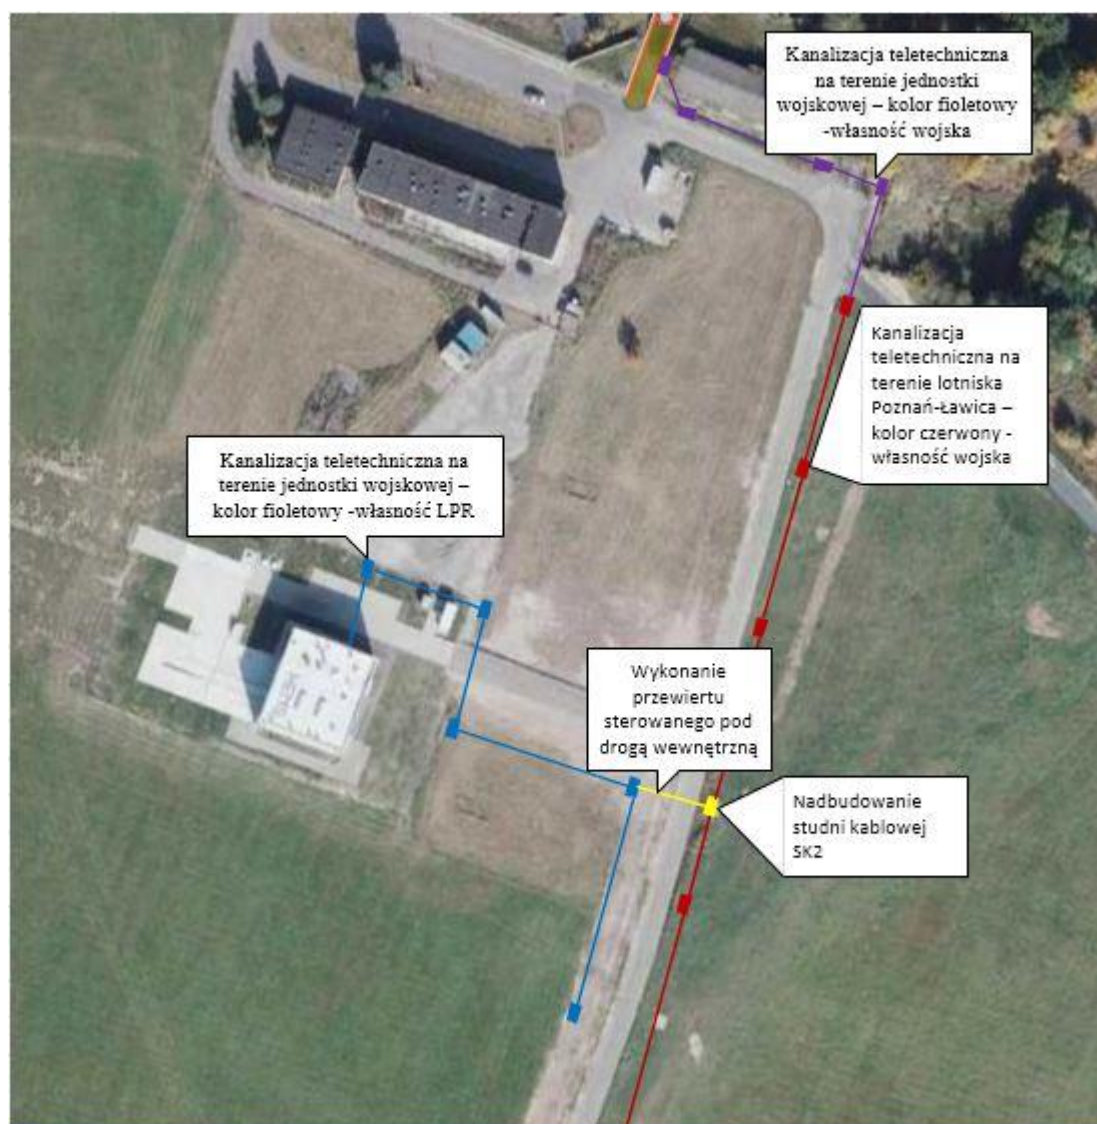 Kanalizacja teletechniczna
na terenie jednostki
wojskowej – kolor fioletowy
-własność wojska
Kanalizacja
teletechniczna na
terenie lotniska
Poznań-Ławica –
kolor czerwony -
własność wojska
Kanalizacja teletechniczna na
terenie jednostki wojskowej –
kolor fioletowy -własność LPR
Wykonanie
przewiertu
sterowanego pod
drogą wewnętrzną
Nadbudowanie
studni kablowej
SK2